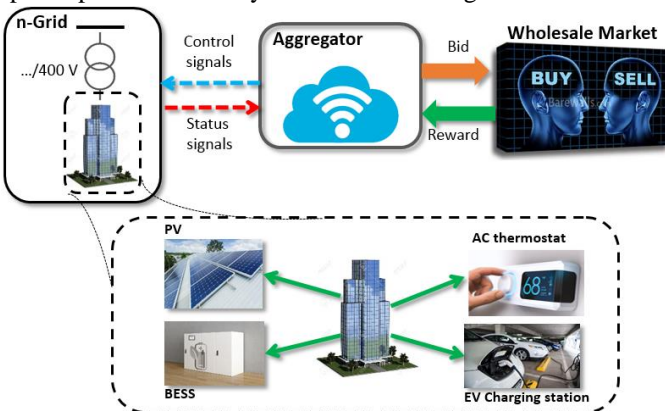 n-Grid
.../400 V
Control
signals
Status
signals
Aggregator
Bid
Reward
Wholesale Market
BUY
SELL
BareWalls
PV
AC thermostat
68
BESS
EV Charging station